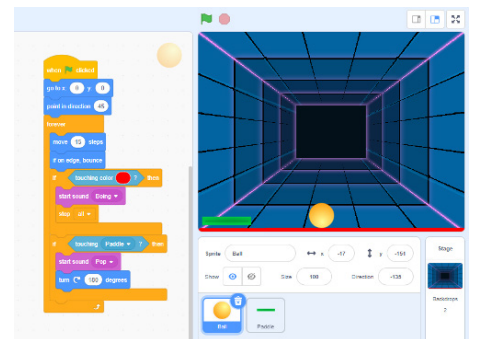 when clicked
go to x: 0 y: 0
point in direction 45
forever
move 15 steps
if on edge, bounce
if touching color ? then
start sound Boing
stop all
if touching Paddle ? then
start sound Pop
turn 180 degrees
Sprite Ball x -17 y -151
Show Size 100 Direction -135
Ball
Paddle
Stage
Backdrops
2